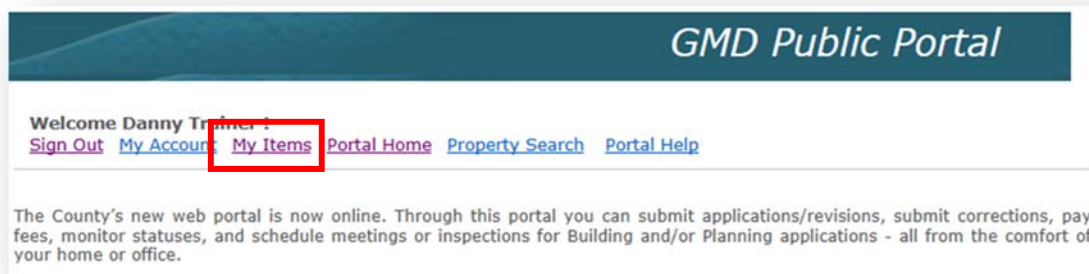 GMD Public Portal
Welcome Danny Trainer !
Sign Out My Account My Items Portal Home Property Search Portal Help
The County's new web portal is now online. Through this portal you can submit applications/revisions, submit corrections, pay
fees, monitor statuses, and schedule meetings or inspections for Building and/or Planning applications - all from the comfort of
your home or office.